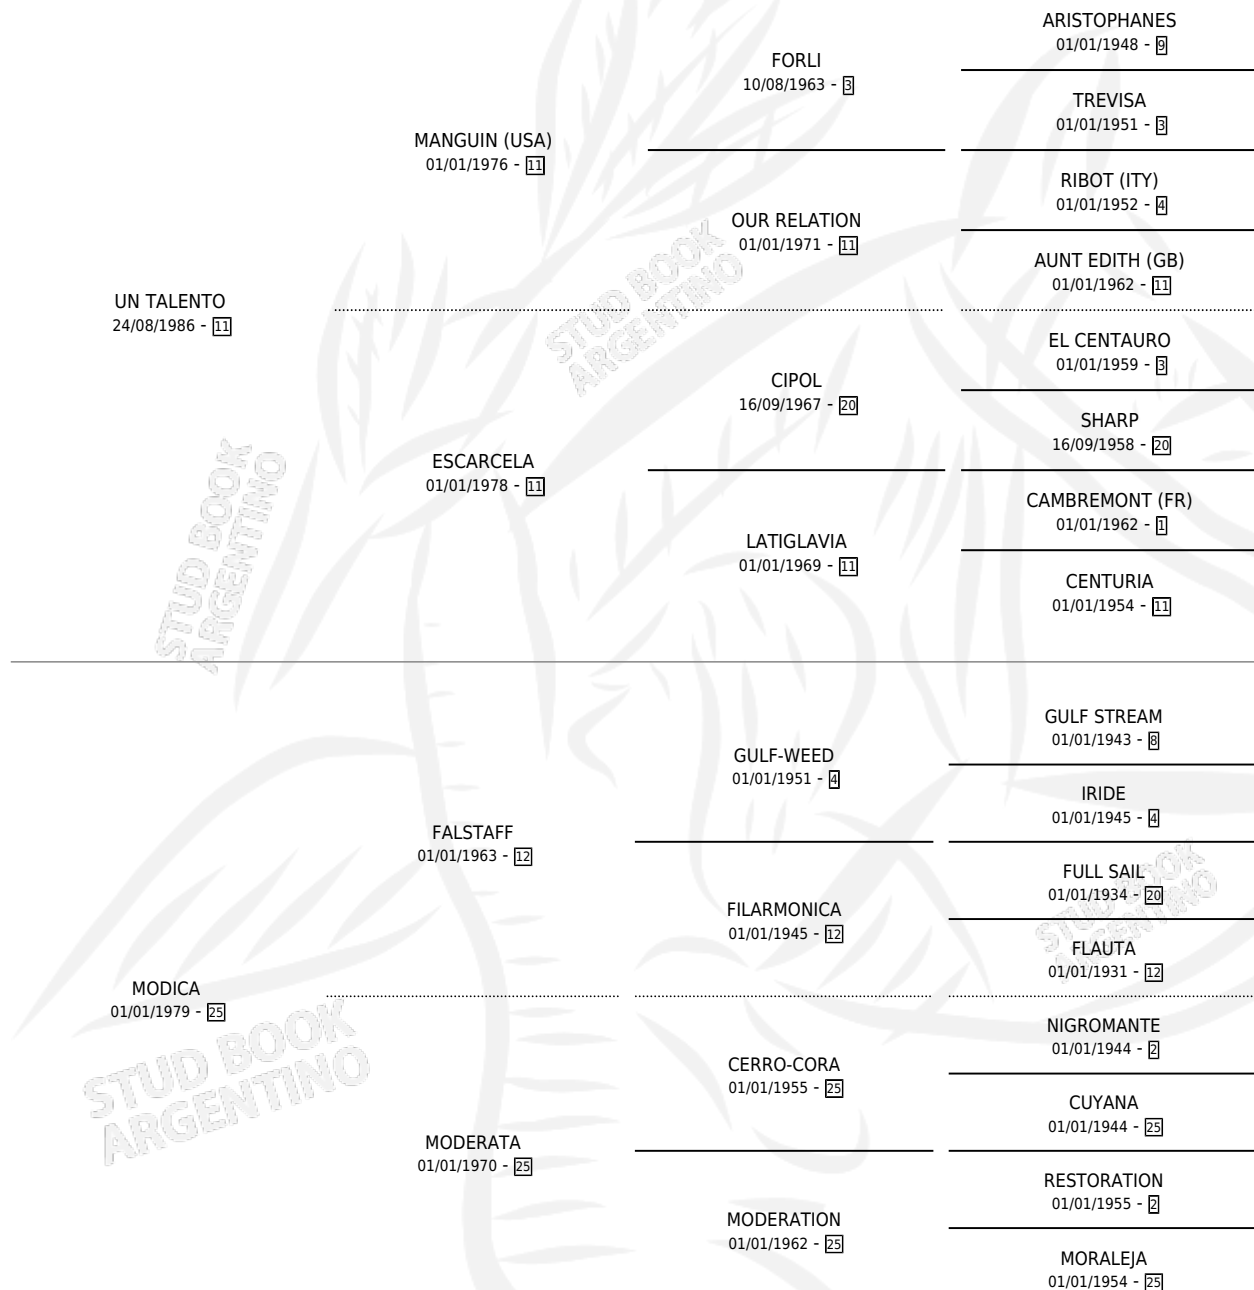 ARISTOPHANES
01/01/1948 - 9
FORLI
10/08/1963 - 3
TREVISA
01/01/1951 - 3
MANGUIN (USA)
01/01/1976 - 11
RIBOT (ITY)
01/01/1952 - 4
OUR RELATION
01/01/1971 - 11
AUNT EDITH (GB)
01/01/1962 - 11
UN TALENTO
24/08/1986 - 11
EL CENTAURO
01/01/1959 - 3
CIPOL
16/09/1967 - 20
SHARP
16/09/1958 - 20
ESCARCELA
01/01/1978 - 11
CAMBREMONT (FR)
01/01/1962 - 1
LATIGLAVIA
01/01/1969 - 11
CENTURIA
01/01/1954 - 11
GULF STREAM
01/01/1943 - 8
GULF-WEED
01/01/1951 - 4
IRIDE
01/01/1945 - 4
FALSTAFF
01/01/1963 - 12
FULL SAIL
01/01/1934 - 20
FILARMONICA
01/01/1945 - 12
FLAUTA
01/01/1931 - 12
MODICA
01/01/1979 - 25
NIGROMANTE
01/01/1944 - 2
CERRO-CORA
01/01/1955 - 25
CUYANA
01/01/1944 - 25
MODERATA
01/01/1970 - 25
RESTORATION
01/01/1955 - 2
MODERATION
01/01/1962 - 25
MORALEJA
01/01/1954 - 25
STUD BOOK
ARGENTINO
STUD BOOK
ARGENTINO
STUD BOOK
ARGENTINO
STUD BOOK
ARGENTINO